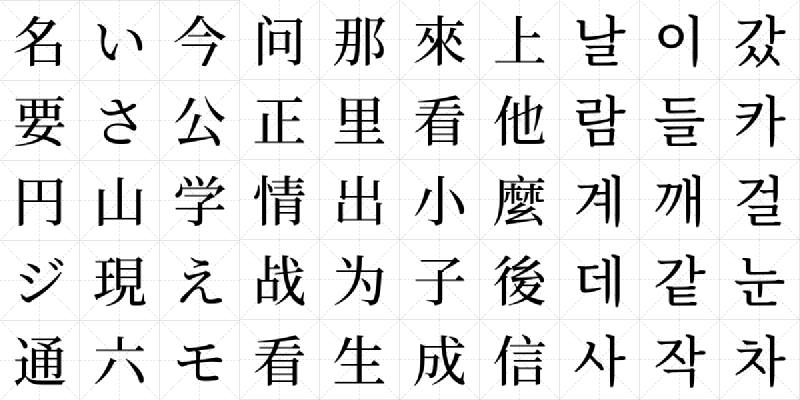 名い今问那來上날이갔
要さ公正里看他람들카
円山学情出小麼계깨걸
ジ現え战为子後데같눈
通六モ看生成信사작차